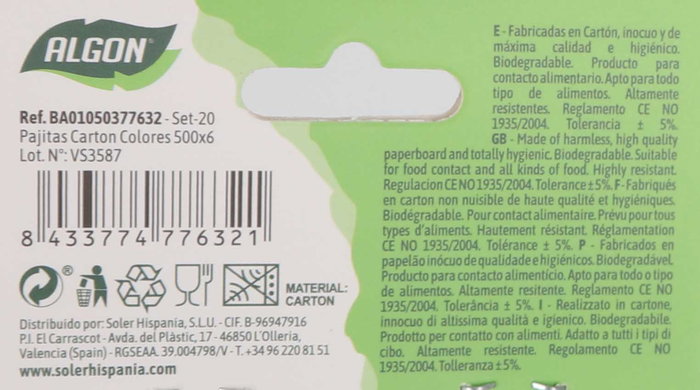 ALGON
Ref. BA01050377632 - Set-20
Pajitas Carton Colores 500x6
Lot. N°: VS3587
8 433774 776321
MATERIAL:
CARTON
Distribuido por: Soler Hispania, S.L.U. - CIF. B-96947916
P.I. El Carrascot - Avda. del Plàstic, 17 - 46850 L'Olleria,
Valencia (Spain) - RGSEAA. 39.004798/V - T. +34 96 220 81 51
www.solerhispania.com
E - Fabricadas en Cartón, inocuo y de
máxima calidad e higiénico.
Biodegradable. Producto para
contacto alimentario. Apto para todo
tipo de alimentos. Altamente
resistentes. Reglamento CE NO
1935/2004. Tolerancia ± 5%.
GB - Made of harmless, high quality
paperboard and totally hygienic. Biodegradable. Suitable
for food contact and all kinds of food. Highly resistant.
Regulacion CE NO 1935/2004. Tolerance ± 5%. F - Fabriqués
en carton non nuisible de haute qualité et hygiéniques.
Biodégradable. Pour contact alimentaire. Prévu pour tous
types d'aliments. Hautement résistant. Réglamentation
CE NO 1935/2004. Tolérance ± 5%. P - Fabricados en
papelão inócuo de qualidade e higiénicos. Biodegradável.
Producto para contacto alimentício. Apto para todo o tipo
de alimentos. Altamente resitente. Reglamento CE NO
1935/2004. Tolerância ± 5%. I - Realizzato in cartone,
innocuo di altissima qualità e igienico. Biodegradable.
Prodotto per contatto con alimenti. Adatto a tutti i tipi di
cibo. Altamente resistente. Regolamento CE NO
1935/2004. Tolleranza ± 5%.